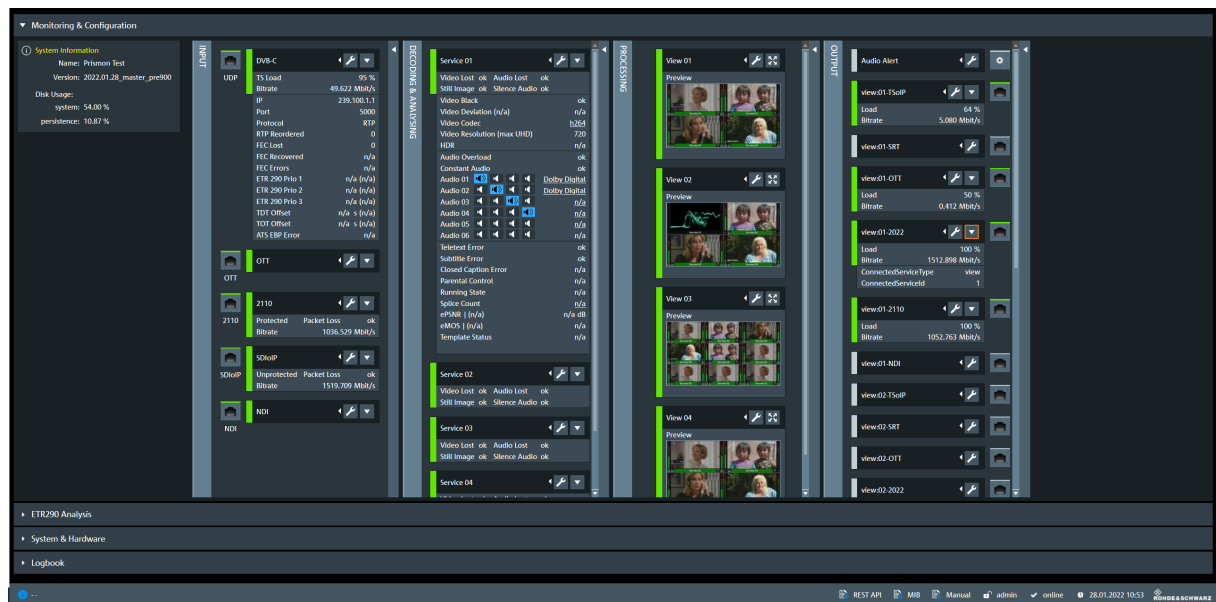 Monitoring & Configuration
System Information
Name: Prismon Test
Version: 2022.01.28_master_pre900
Disk Usage:
system: 54.00 %
persistence: 10.87 %
INPUT
UDP
DVB-C
TS Load 95 %
Bitrate 49.622 Mbit/s
IP 239.100.1.1
Port 5000
Protocol RTP
RTP Reordered 0
FEC Lost 0
FEC Recovered n/a
FEC Errors n/a
ETR 290 Prio 1 n/a (n/a)
ETR 290 Prio 2 n/a (n/a)
ETR 290 Prio 3 n/a (n/a)
TDT Offset n/a s (n/a)
TOT Offset n/a s (n/a)
ATS EBP Error n/a
OTT
OTT
2110
2110
Protected Packet Loss ok
Bitrate 1036.529 Mbit/s
SDIoIP
SDIoIP
Unprotected Packet Loss ok
Bitrate 1519.709 Mbit/s
NDI
NDI
DECODING & ANALYSING
Service 01
Video Lost ok Audio Lost ok
Still Image ok Silence Audio ok
Video Black ok
Video Deviation (n/a) n/a
Video Codec h264
Video Resolution (max UHD) 720
HDR n/a
Audio Overload ok
Constant Audio ok
Audio 01 Dolby Digital
Audio 02 Dolby Digital
Audio 03 n/a
Audio 04 n/a
Audio 05 n/a
Audio 06 n/a
Teletext Error ok
Subtitle Error ok
Closed Caption Error n/a
Parental Control n/a
Running State n/a
Splice Count n/a
ePSNR | (n/a) n/a dB
eMOS | (n/a) n/a
Template Status n/a
Service 02
Video Lost ok Audio Lost ok
Still Image ok Silence Audio ok
Service 03
Video Lost ok Audio Lost ok
Still Image ok Silence Audio ok
Service 04
PROCESSING
View 01
Preview
View 02
Preview
View 03
Preview
View 04
Preview
OUTPUT
Audio Alert
view:01-TSoIP
Load 64 %
Bitrate 5.080 Mbit/s
view:01-SRT
view:01-OTT
Load 50 %
Bitrate 0.412 Mbit/s
view:01-2022
Load 100 %
Bitrate 1512.898 Mbit/s
ConnectedServiceType view
ConnectedServiceId 1
view:01-2110
Load 100 %
Bitrate 1052.763 Mbit/s
view:01-NDI
view:02-TSoIP
view:02-SRT
view:02-OTT
view:02-2022
ETR290 Analysis
System & Hardware
Logbook
--
REST API MIB Manual admin online 28.01.2022 10:53 ROHDE&SCHWARZ